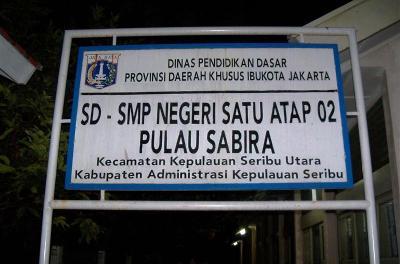 DINAS PENDIDIKAN DASAR
PROVINSI DAERAH KHUSUS IBUKOTA JAKARTA
SD - SMP NEGERI SATU ATAP 02
PULAU SABIRA
Kecamatan Kepulauan Seribu Utara
Kabupaten Administrasi Kepulauan Seribu